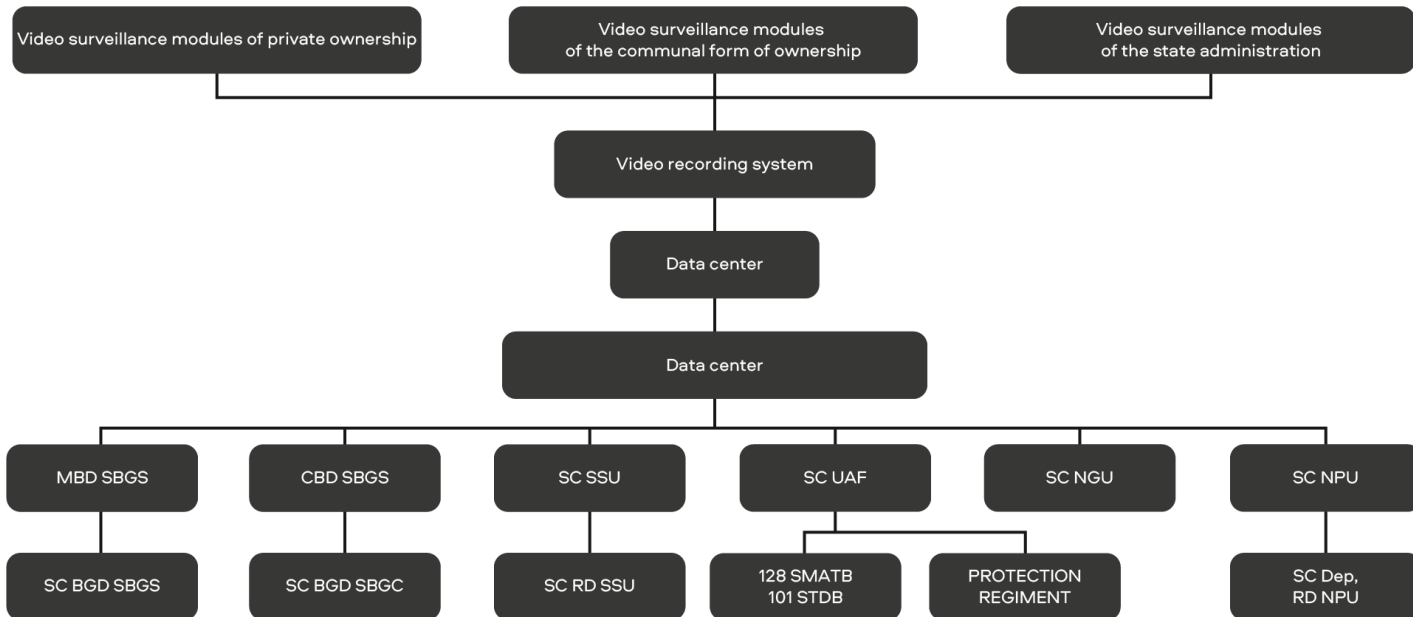 Video surveillance modules of private ownership
Video surveillance modules
of the communal form of ownership
Video surveillance modules
of the state administration
Video recording system
Data center
Data center
MBD SBGS
CBD SBGS
SC SSU
SC UAF
SC NGU
SC NPU
SC BGD SBGS
SC BGD SBGC
SC RD SSU
128 SMATB
101 STDB
PROTECTION
REGIMENT
SC Dep,
RD NPU